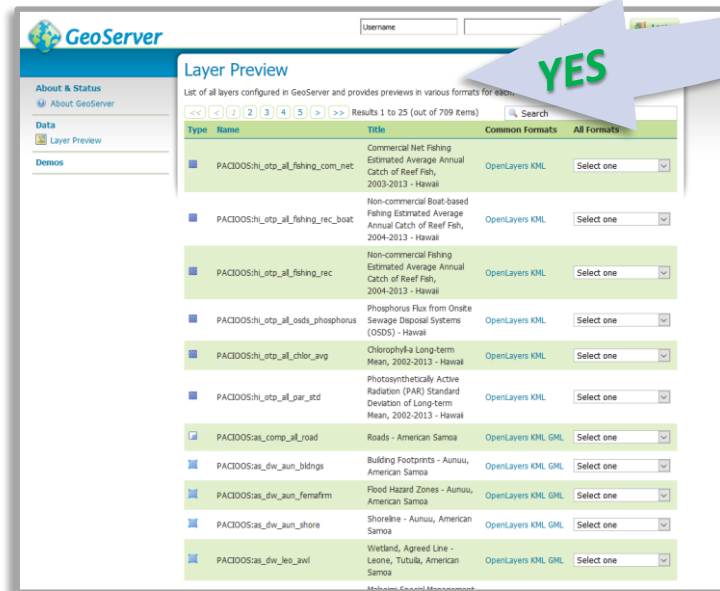 GeoServer
Username
YES
About & Status
About GeoServer
Data
Layer Preview
Demos
Layer Preview
List of all layers configured in GeoServer and provides previews in various formats for each.
<< < 1 2 3 4 5 > >> Results 1 to 25 (out of 709 items) Search
Type Name Title Common Formats All Formats
PACIOOS:hi_otp_all_fishing_com_net
Commercial Net Fishing
Estimated Average Annual
Catch of Reef Fish,
2003-2013 - Hawaii
OpenLayers KML Select one
PACIOOS:hi_otp_all_fishing_rec_boat
Non-commercial Boat-based
Fishing Estimated Average
Annual Catch of Reef Fish,
2004-2013 - Hawaii
OpenLayers KML Select one
PACIOOS:hi_otp_all_fishing_rec
Non-commercial Fishing
Estimated Average Annual
Catch of Reef Fish,
2004-2013 - Hawaii
OpenLayers KML Select one
PACIOOS:hi_otp_all_osds_phosphorus
Phosphorus Flux from Onsite
Sewage Disposal Systems
(OSDS) - Hawaii
OpenLayers KML Select one
PACIOOS:hi_otp_all_chlor_avg
Chlorophyll-a Long-term
Mean, 2002-2013 - Hawaii
OpenLayers KML Select one
PACIOOS:hi_otp_all_par_std
Photosynthetically Active
Radiation (PAR) Standard
Deviation of Long-term
Mean, 2002-2013 - Hawaii
OpenLayers KML Select one
PACIOOS:as_comp_all_road
Roads - American Samoa
OpenLayers KML GML Select one
PACIOOS:as_dw_aun_bldngs
Building Footprints - Aunuu,
American Samoa
OpenLayers KML GML Select one
PACIOOS:as_dw_aun_femafirm
Flood Hazard Zones - Aunuu,
American Samoa
OpenLayers KML GML Select one
PACIOOS:as_dw_aun_shore
Shoreline - Aunuu, American
Samoa
OpenLayers KML GML Select one
PACIOOS:as_dw_leo_awl
Wetland, Agreed Line -
Leone, Tutuila, American
Samoa
OpenLayers KML GML Select one